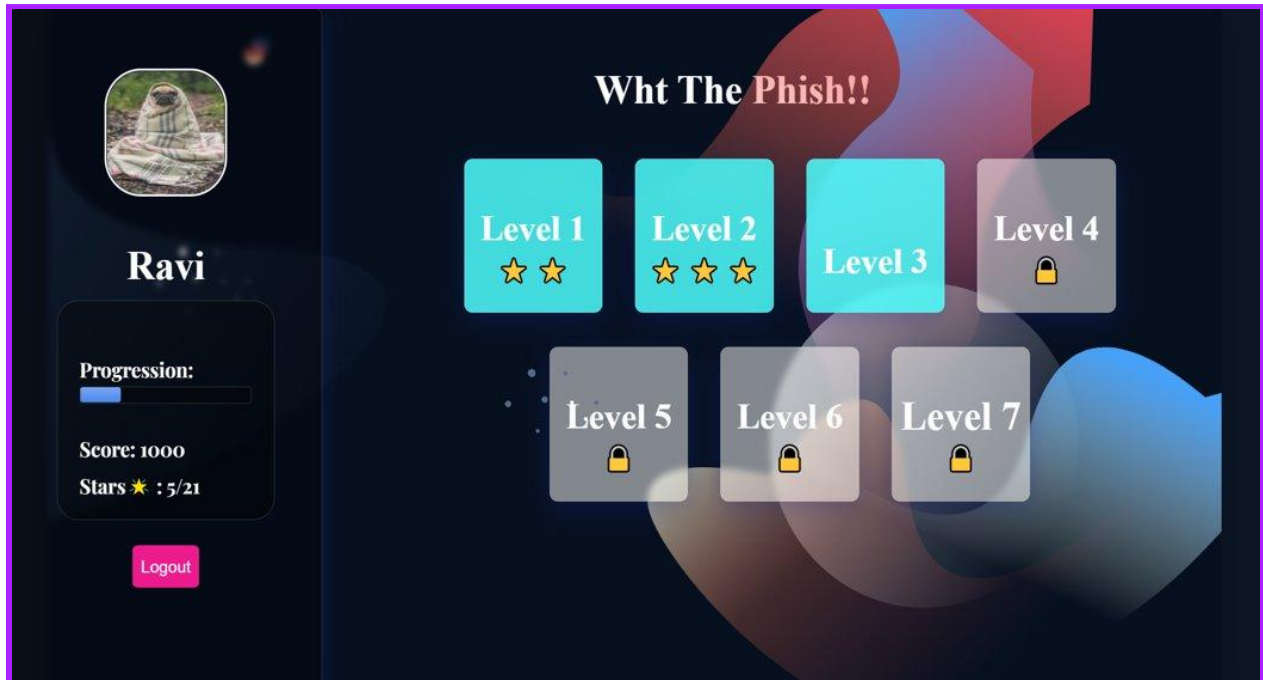 Wht The Phish!!
Ravi
Progression:
Score: 1000
Stars : 5/21
Logout
Level 1
Level 2
Level 3
Level 4
Level 5
Level 6
Level 7